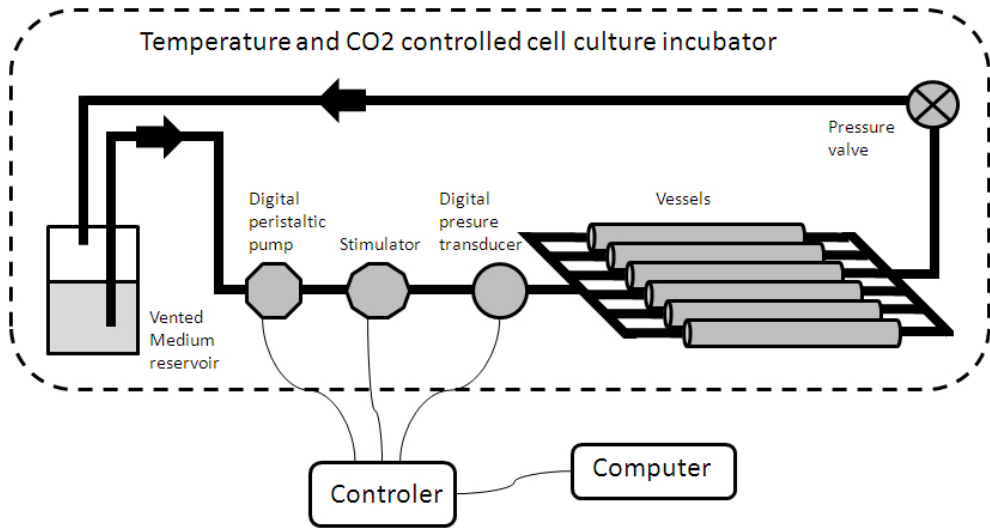 Temperature and CO2 controlled cell culture incubator
Pressure
valve
Digital
peristaltic
pump
Stimulator
Digital
presure
transducer
Vessels
Vented
Medium
reservoir
Controler
Computer